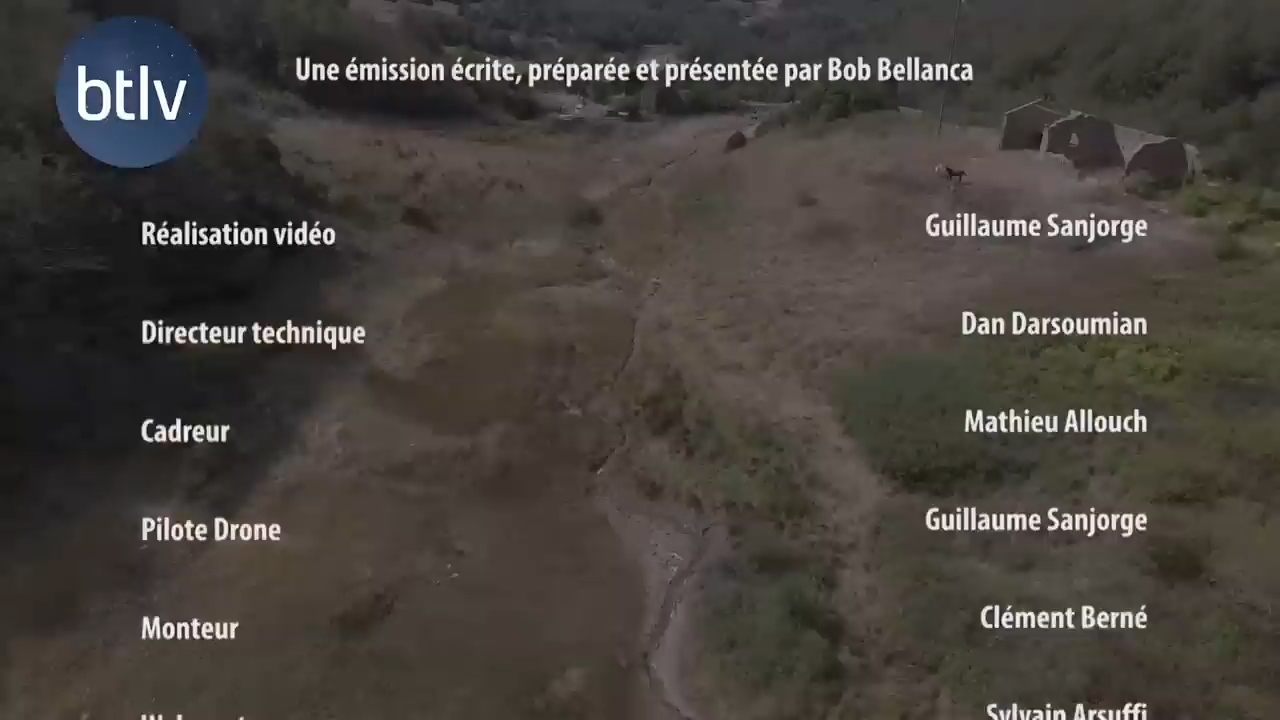 btlv
Une émission écrite, préparée et présentée par Bob Bellanca
Réalisation vidéo
Guillaume Sanjorge
Directeur technique
Dan Darsoumian
Cadreur
Mathieu Allouch
Pilote Drone
Guillaume Sanjorge
Monteur
Clément Berné
Sylvain Arsuffi